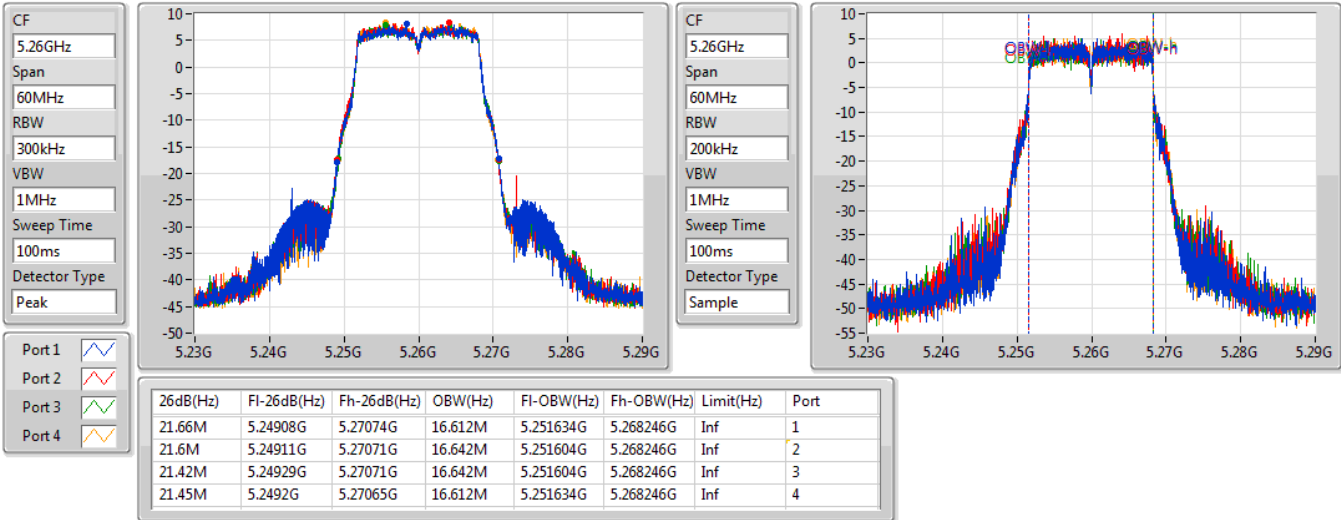 CF
5.26GHz
Span
60MHz
RBW
300kHz
VBW
1MHz
Sweep Time
100ms
Detector Type
Peak
10
5
0
-5
-10
-15
-20
-25
-30
-35
-40
-45
-50
5.23G 5.24G 5.25G 5.26G 5.27G 5.28G 5.29G
CF
5.26GHz
Span
60MHz
RBW
200kHz
VBW
1MHz
Sweep Time
100ms
Detector Type
Sample
10
5
0
-5
-10
-15
-20
-25
-30
-35
-40
-45
-50
-55
OBW-h
5.23G 5.24G 5.25G 5.26G 5.27G 5.28G 5.29G
Port 1
Port 2
Port 3
Port 4
26dB(Hz) Fl-26dB(Hz) Fh-26dB(Hz) OBW(Hz) Fl-OBW(Hz) Fh-OBW(Hz) Limit(Hz) Port
21.66M 5.24908G 5.27074G 16.612M 5.251634G 5.268246G Inf 1
21.6M 5.24911G 5.27071G 16.642M 5.251604G 5.268246G Inf 2
21.42M 5.24929G 5.27071G 16.642M 5.251604G 5.268246G Inf 3
21.45M 5.2492G 5.27065G 16.612M 5.251634G 5.268246G Inf 4